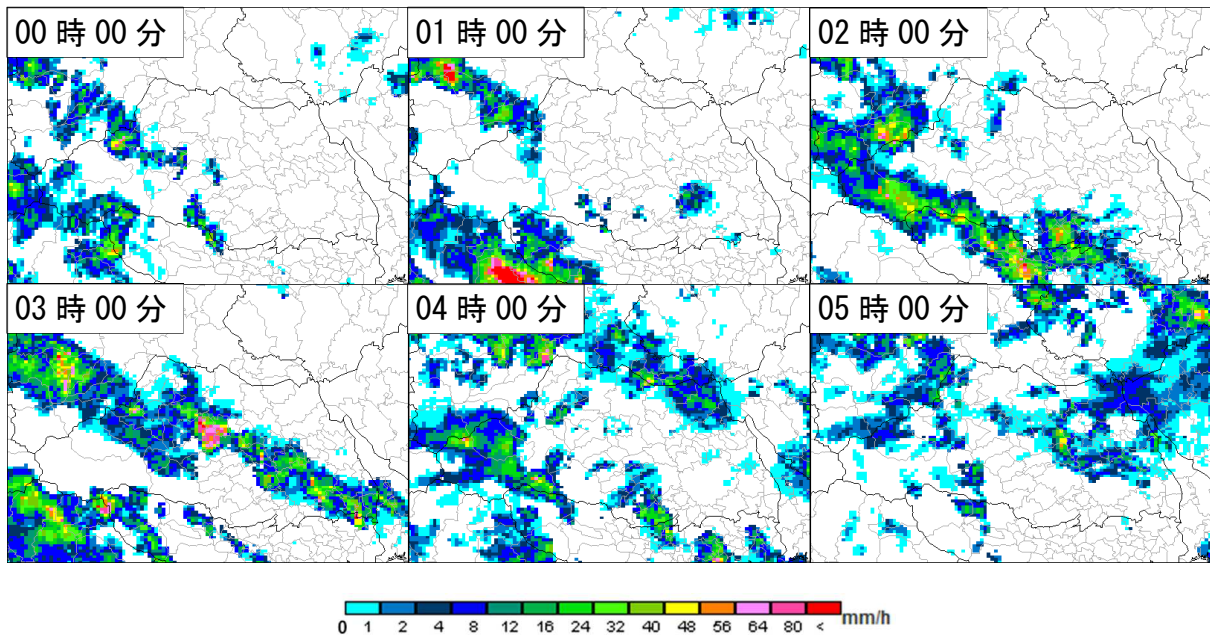 00 時 00 分
01 時 00 分
02 時 00 分
03 時 00 分
04 時 00 分
05 時 00 分
0 1 2 4 8 12 16 24 32 40 48 56 64 80 < mm/h